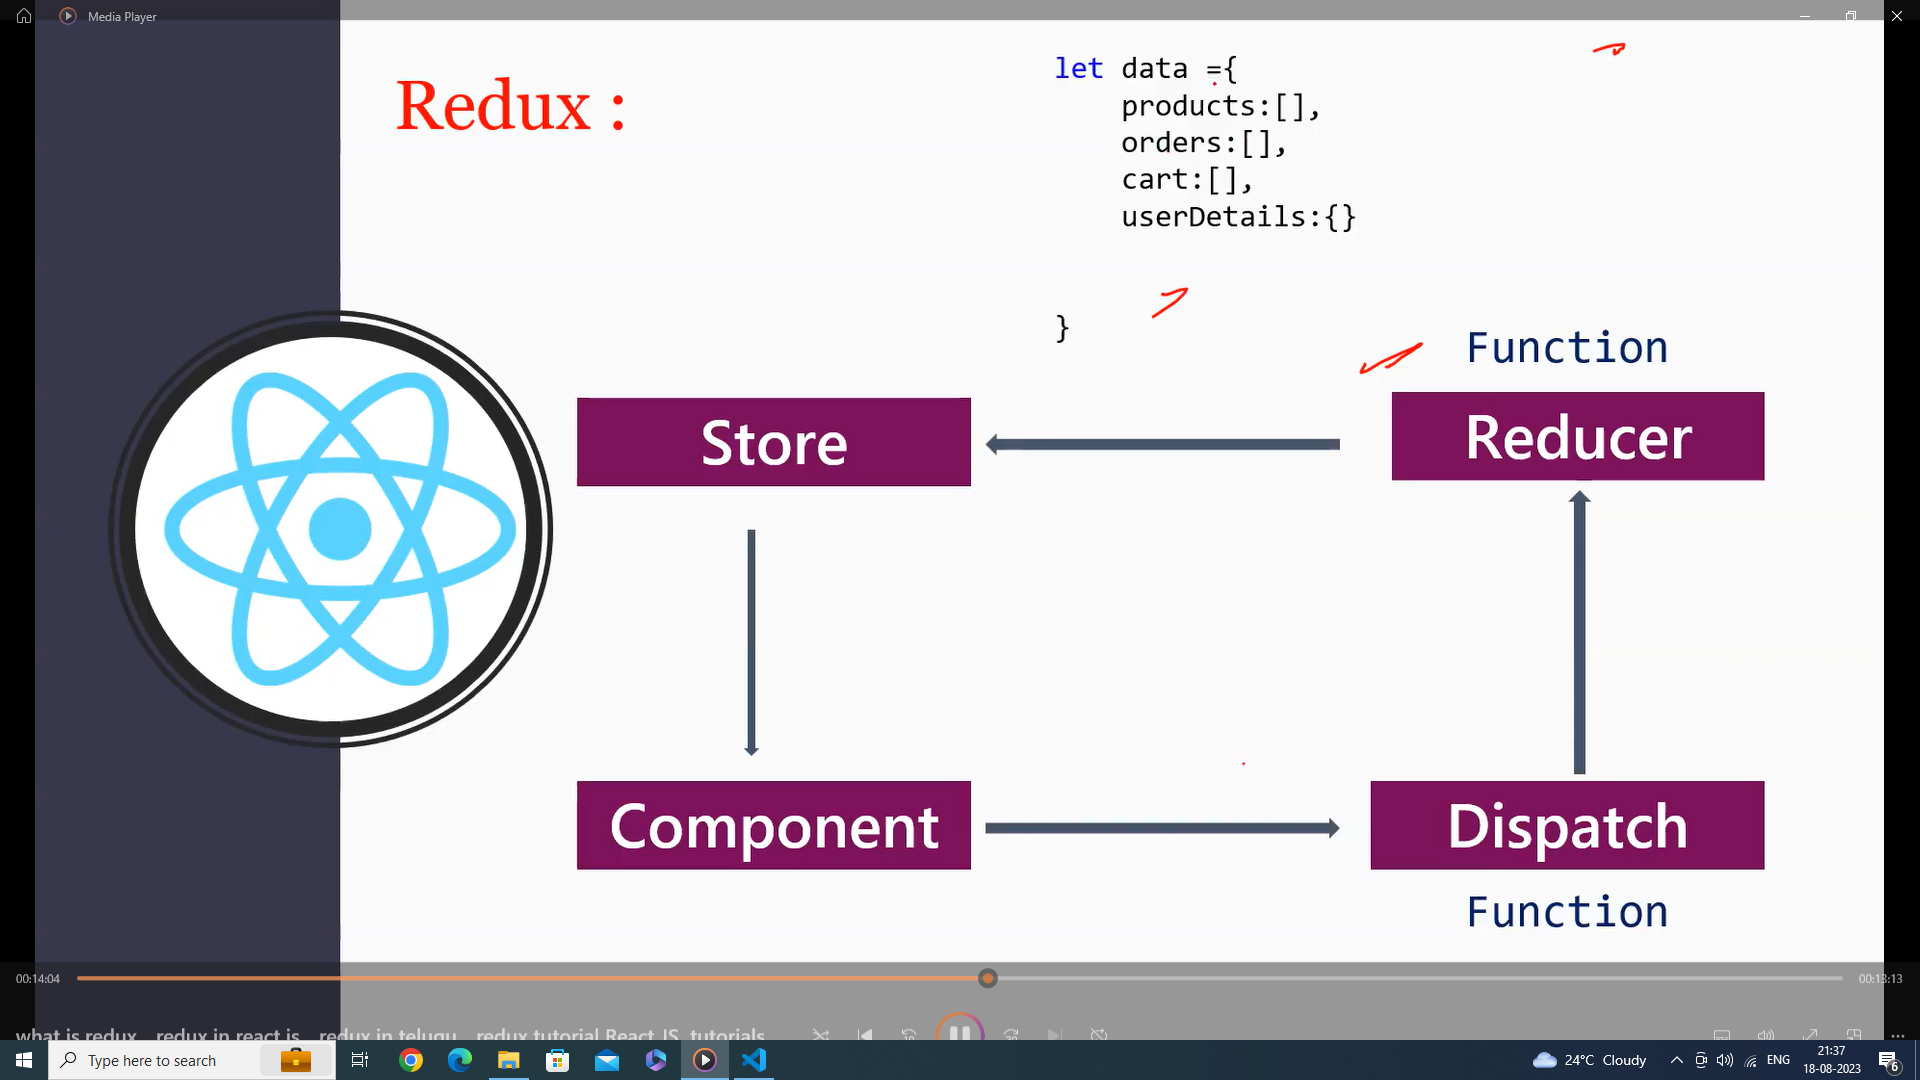 Media Player
Redux :
let data ={
products:[],
orders:[],
cart:[],
userDetails:{}
}
Function
Store
Reducer
Component
Dispatch
Function
00:14:04
00:13:13
what is redux redux in react js redux in telugu redux tutorial React JS tutorials
Type here to search
24°C Cloudy
ENG
21:37
18-08-2023
6